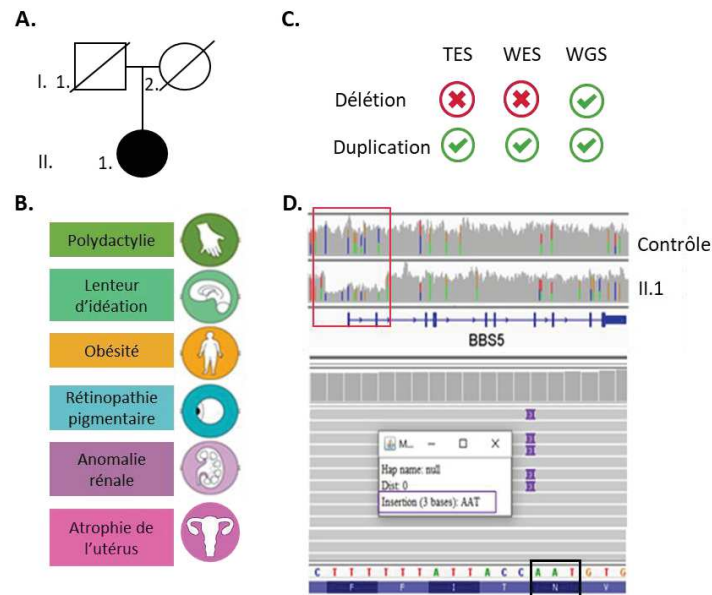 A.
I. 1. 2.
II. 1.
B.
Polydactylie
Lenteur
d'idéation
Obésité
Rétinopathie
pigmentaire
Anomalie
rénale
Atrophie de
l'utérus
C.
TES WES WGS
Délétion
Duplication
D.
Contrôle
II.1
BBS5
M...
Hap name: null
Dist: 0
Insertion (3 bases): AAT
C T T T T T T A T T A C C A A T G T G
F F I T N V